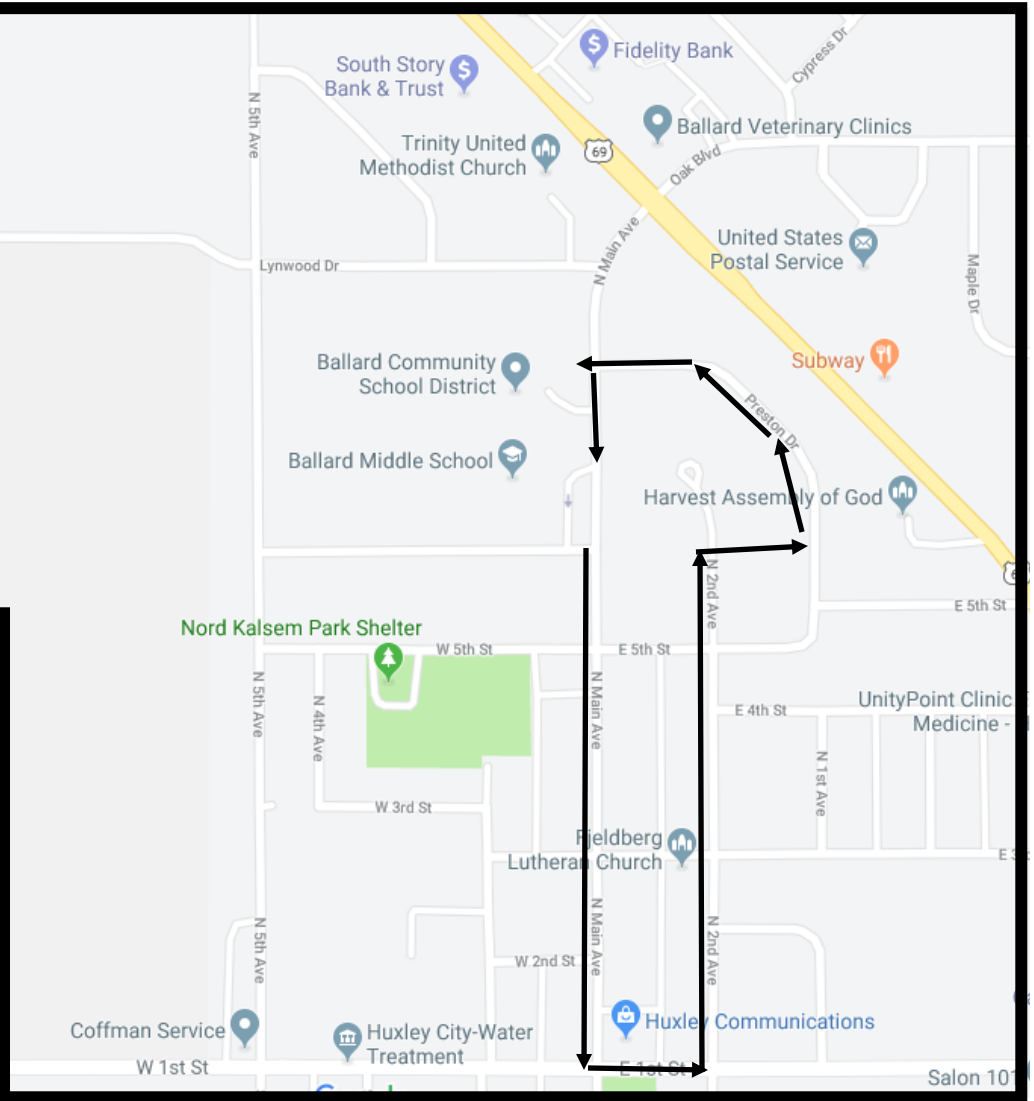 South Story
Bank & Trust
Fidelity Bank
Cypress Dr
N 5th Ave
Trinity United
Methodist Church
69
Ballard Veterinary Clinics
Oak Blvd
N Main Ave
United States
Postal Service
Lynwood Dr
Maple Dr
Ballard Community
School District
Subway
Preston Dr
Ballard Middle School
Harvest Assembly of God
N 2nd Ave
E 5th St
Nord Kalsem Park Shelter
W 5th St
E 5th St
N 5th Ave
N 4th Ave
N Main Ave
E 4th St
UnityPoint Clinic
Medicine -
N 1st Ave
W 3rd St
Fjeldberg
Lutheran Church
N 5th Ave
N Main Ave
N 2nd Ave
W 2nd St
Coffman Service
Huxley City-Water
Treatment
Huxley Communications
W 1st St
E 1st St
Salon 101